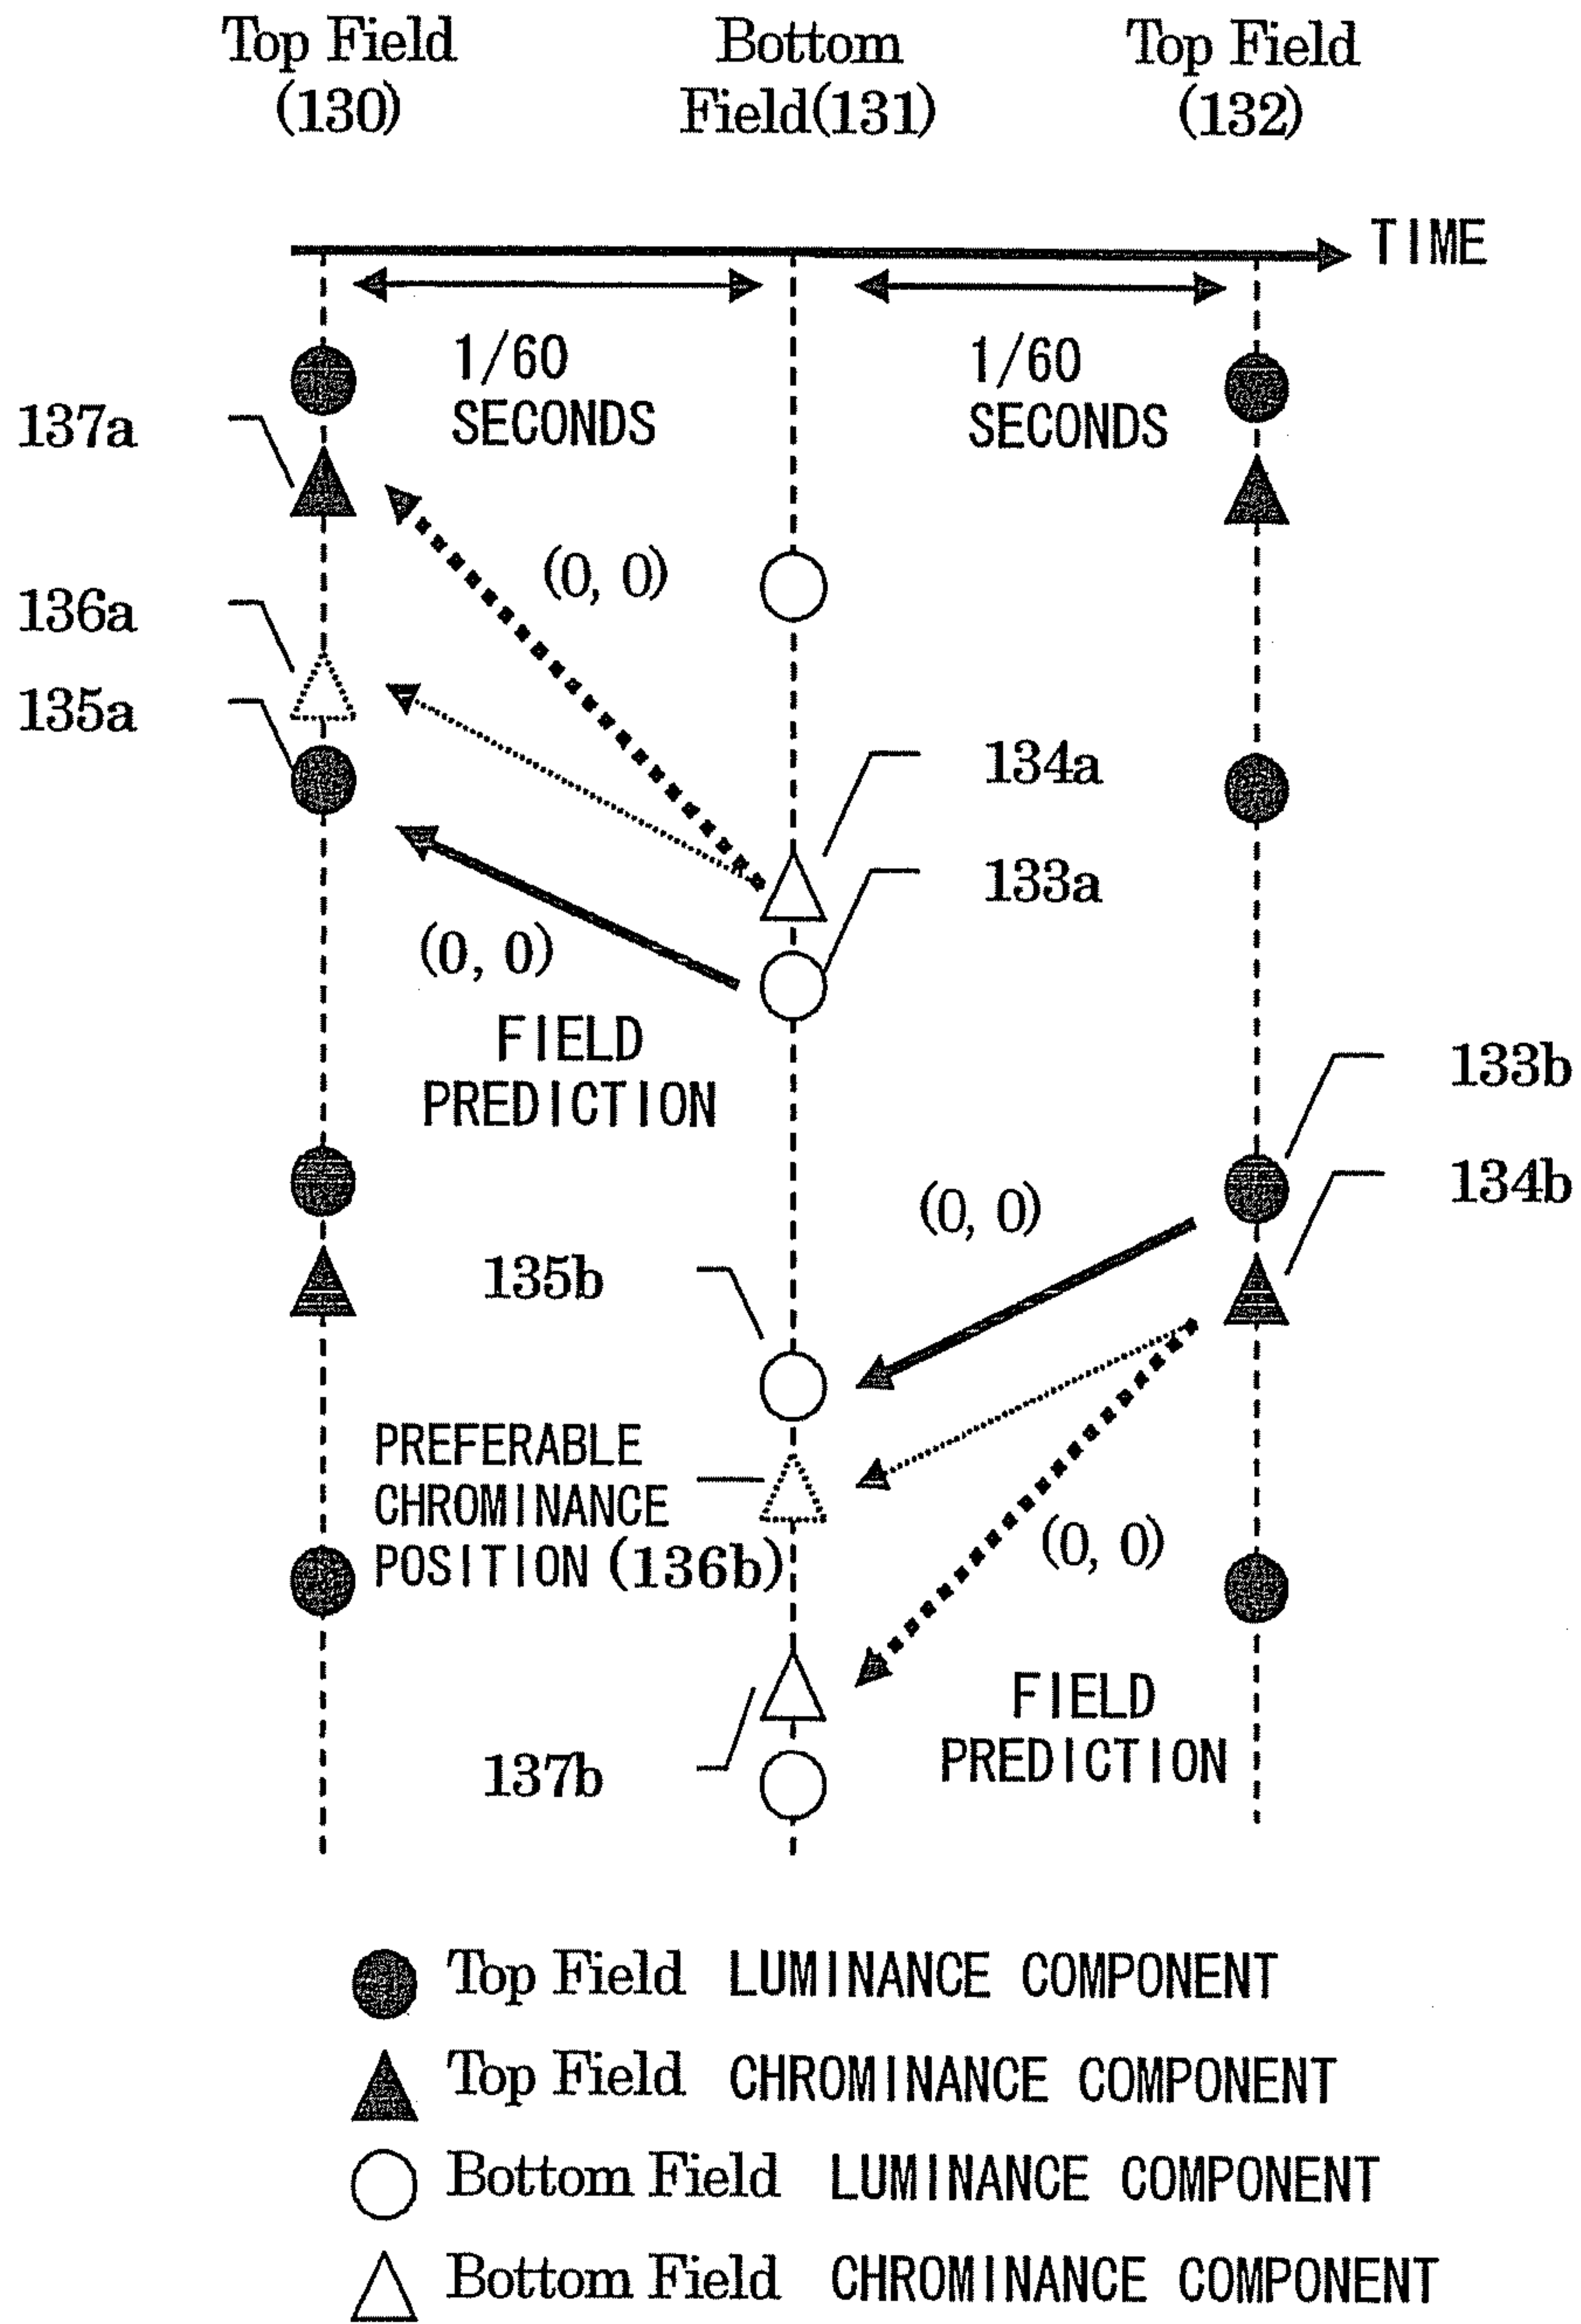 Top Field
(130)
Bottom
Field(131)
Top Field
(132)
TIME
1/60
SECONDS
1/60
SECONDS
137a
(0, 0)
136a
135a
134a
133a
(0, 0)
FIELD
PREDICTION
133b
134b
(0, 0)
135b
PREFERABLE
CHROMINANCE
POSITION (136b)
(0, 0)
FIELD
PREDICTION
137b
Top Field LUMINANCE COMPONENT
Top Field CHROMINANCE COMPONENT
Bottom Field LUMINANCE COMPONENT
Bottom Field CHROMINANCE COMPONENT